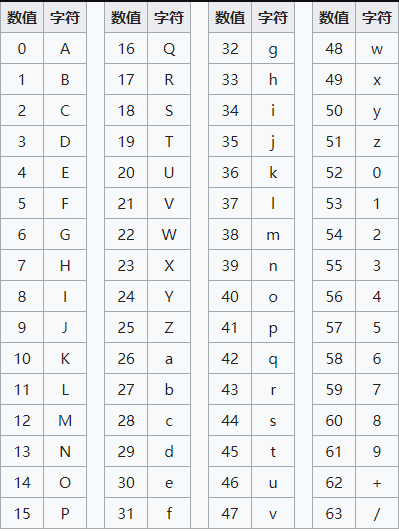 数值 字符 数值 字符 数值 字符 数值 字符
0 A 16 Q 32 g 48 w
1 B 17 R 33 h 49 x
2 C 18 S 34 i 50 y
3 D 19 T 35 j 51 z
4 E 20 U 36 k 52 0
5 F 21 V 37 l 53 1
6 G 22 W 38 m 54 2
7 H 23 X 39 n 55 3
8 I 24 Y 40 o 56 4
9 J 25 Z 41 p 57 5
10 K 26 a 42 q 58 6
11 L 27 b 43 r 59 7
12 M 28 c 44 s 60 8
13 N 29 d 45 t 61 9
14 O 30 e 46 u 62 +
15 P 31 f 47 v 63 /